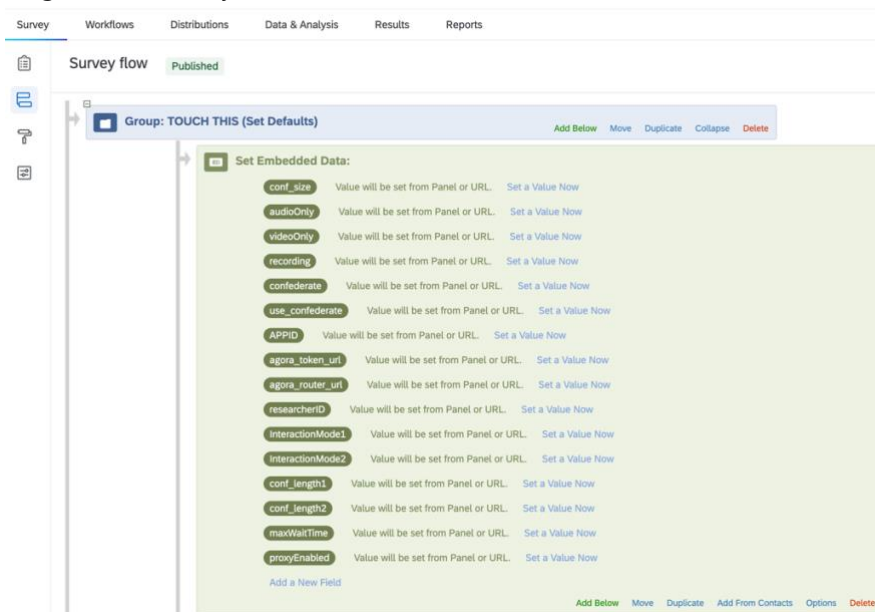 Survey Workflows Distributions Data & Analysis Results Reports
Survey flow Published
Group: TOUCH THIS (Set Defaults) Add Below Move Duplicate Collapse Delete
Set Embedded Data:
conf_size Value will be set from Panel or URL. Set a Value Now
audioOnly Value will be set from Panel or URL. Set a Value Now
videoOnly Value will be set from Panel or URL. Set a Value Now
recording Value will be set from Panel or URL. Set a Value Now
confederate Value will be set from Panel or URL. Set a Value Now
use_confederate Value will be set from Panel or URL. Set a Value Now
APPID Value will be set from Panel or URL. Set a Value Now
agora_token_url Value will be set from Panel or URL. Set a Value Now
agora_router_url Value will be set from Panel or URL. Set a Value Now
researcherID Value will be set from Panel or URL. Set a Value Now
InteractionMode1 Value will be set from Panel or URL. Set a Value Now
InteractionMode2 Value will be set from Panel or URL. Set a Value Now
conf_length1 Value will be set from Panel or URL. Set a Value Now
conf_length2 Value will be set from Panel or URL. Set a Value Now
maxWaitTime Value will be set from Panel or URL. Set a Value Now
proxyEnabled Value will be set from Panel or URL. Set a Value Now
Add a New Field
Add Below Move Duplicate Add From Contacts Options Delete